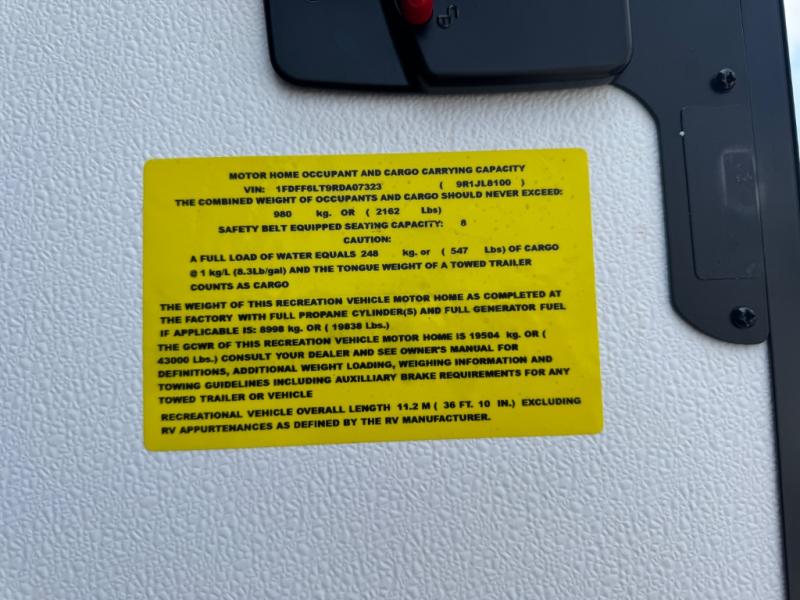 MOTOR HOME OCCUPANT AND CARGO CARRYING CAPACITY
VIN: 1FDFF6LT9RDA07323 ( 9R1JL8100 )
THE COMBINED WEIGHT OF OCCUPANTS AND CARGO SHOULD NEVER EXCEED:
980 kg. OR ( 2162 Lbs)
SAFETY BELT EQUIPPED SEATING CAPACITY: 8
CAUTION:
A FULL LOAD OF WATER EQUALS 248 kg. or ( 547 Lbs) OF CARGO
@ 1 kg/L (8.3Lb/gal) AND THE TONGUE WEIGHT OF A TOWED TRAILER
COUNTS AS CARGO
THE WEIGHT OF THIS RECREATION VEHICLE MOTOR HOME AS COMPLETED AT
THE FACTORY WITH FULL PROPANE CYLINDER(S) AND FULL GENERATOR FUEL
IF APPLICABLE IS: 8998 kg. OR ( 19838 Lbs.)
THE GCWR OF THIS RECREATION VEHICLE MOTOR HOME IS 19504 kg. OR (
43000 Lbs.) CONSULT YOUR DEALER AND SEE OWNER'S MANUAL FOR
DEFINITIONS, ADDITIONAL WEIGHT LOADING, WEIGHING INFORMATION AND
TOWING GUIDELINES INCLUDING AUXILLIARY BRAKE REQUIREMENTS FOR ANY
TOWED TRAILER OR VEHICLE
RECREATIONAL VEHICLE OVERALL LENGTH 11.2 M ( 36 FT. 10 IN.) EXCLUDING
RV APPURTENANCES AS DEFINED BY THE RV MANUFACTURER.